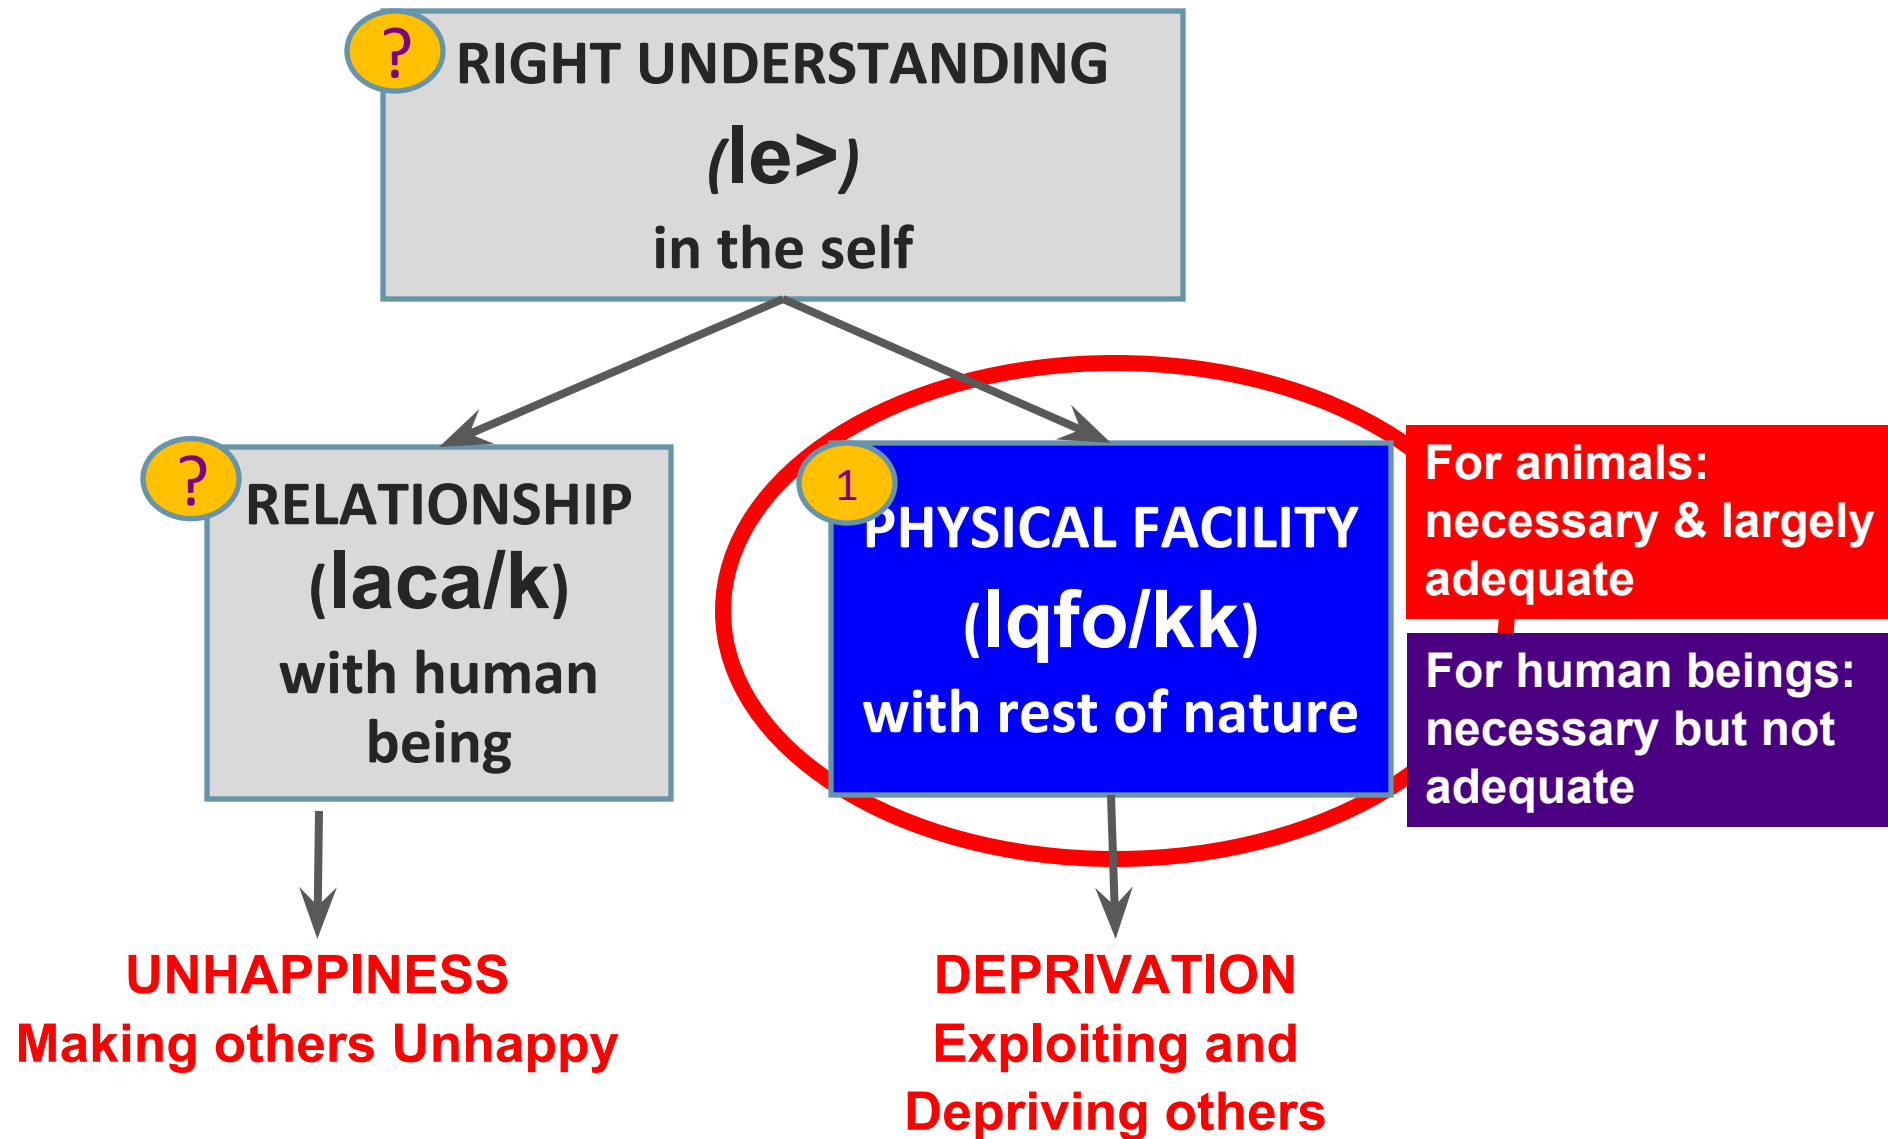 ?
RIGHT UNDERSTANDING
(le>)
in the self
?
RELATIONSHIP
(laca/k)
with human
being
1
PHYSICAL FACILITY
(lqfo/kk)
with rest of nature
For animals:
necessary & largely
adequate
For human beings:
necessary but not
adequate
UNHAPPINESS
Making others Unhappy
DEPRIVATION
Exploiting and
Depriving others